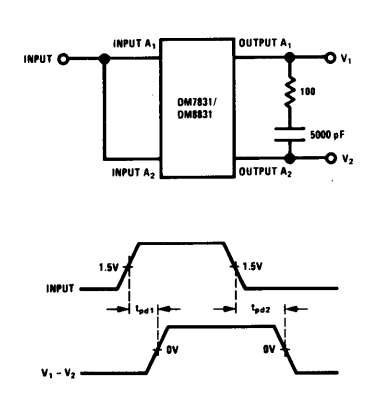 INPUT A1 OUTPUT A1
INPUT V1
100
DM7831/
DM8831
5000 pF
V2
INPUT A2 OUTPUT A2
1.5V 1.5V
INPUT
tpd1 tpd2
0V 0V
V1 - V2